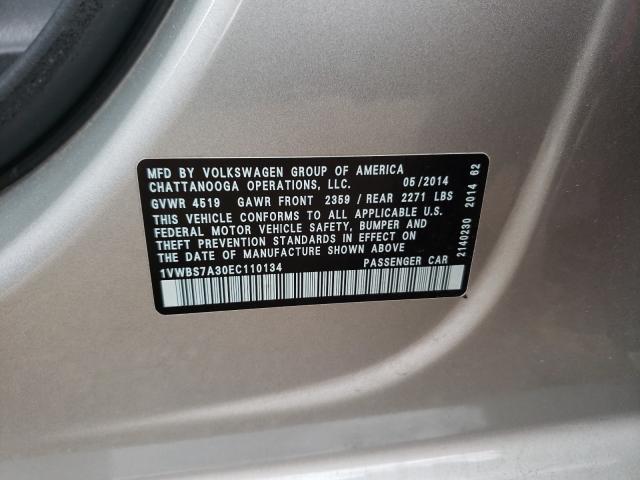 MFD BY VOLKSWAGEN GROUP OF AMERICA
CHATTANOOGA OPERATIONS, LLC. 05/2014
GVWR 4519 GAWR FRONT 2359 / REAR 2271 LBS
THIS VEHICLE CONFORMS TO ALL APPLICABLE U.S.
FEDERAL MOTOR VEHICLE SAFETY, BUMPER AND
THEFT PREVENTION STANDARDS IN EFFECT ON
THE DATE OF MANUFACTURE SHOWN ABOVE
1VWBS7A30EC110134 PASSENGER CAR
2140230 2014 62